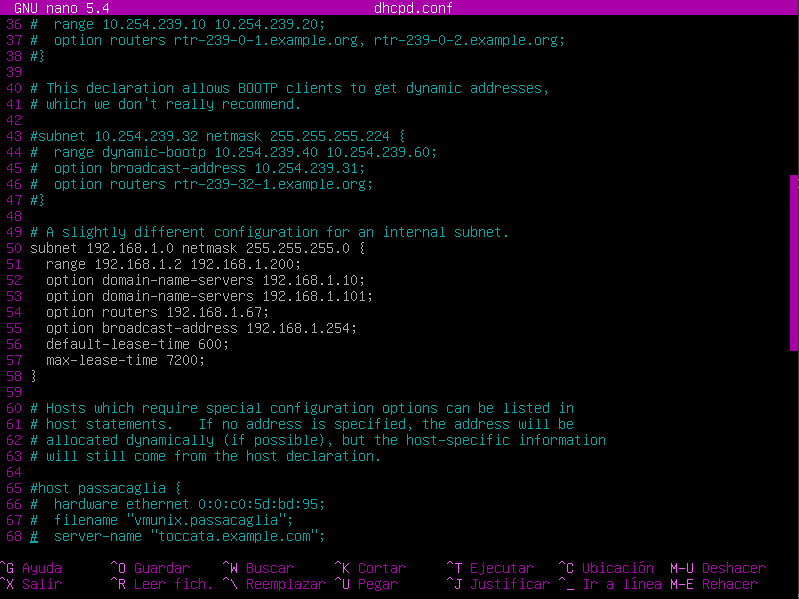 GNU nano 5.4 dhcpd.conf
36 #  range 10.254.239.10 10.254.239.20;
37 #  option routers rtr-239-0-1.example.org, rtr-239-0-2.example.org;
38 #}
39
40 # This declaration allows BOOTP clients to get dynamic addresses,
41 # which we don't really recommend.
42
43 #subnet 10.254.239.32 netmask 255.255.255.224 {
44 #  range dynamic-bootp 10.254.239.40 10.254.239.60;
45 #  option broadcast-address 10.254.239.31;
46 #  option routers rtr-239-32-1.example.org;
47 #}
48
49 # A slightly different configuration for an internal subnet.
50 subnet 192.168.1.0 netmask 255.255.255.0 {
51   range 192.168.1.2 192.168.1.200;
52   option domain-name-servers 192.168.1.10;
53   option domain-name-servers 192.168.1.101;
54   option routers 192.168.1.67;
55   option broadcast-address 192.168.1.254;
56   default-lease-time 600;
57   max-lease-time 7200;
58 }
59
60 # Hosts which require special configuration options can be listed in
61 # host statements.   If no address is specified, the address will be
62 # allocated dynamically (if possible), but the host-specific information
63 # will still come from the host declaration.
64
65 #host passacaglia {
66 #  hardware ethernet 0:0:c0:5d:bd:95;
67 #  filename "vmunix.passacaglia";
68 #  server-name "toccata.example.com";
^G Ayuda ^O Guardar ^W Buscar ^K Cortar ^T Ejecutar ^C Ubicación M-U Deshacer
^X Salir ^R Leer fich. ^\ Reemplazar ^U Pegar ^J Justificar ^_ Ir a línea M-E Rehacer